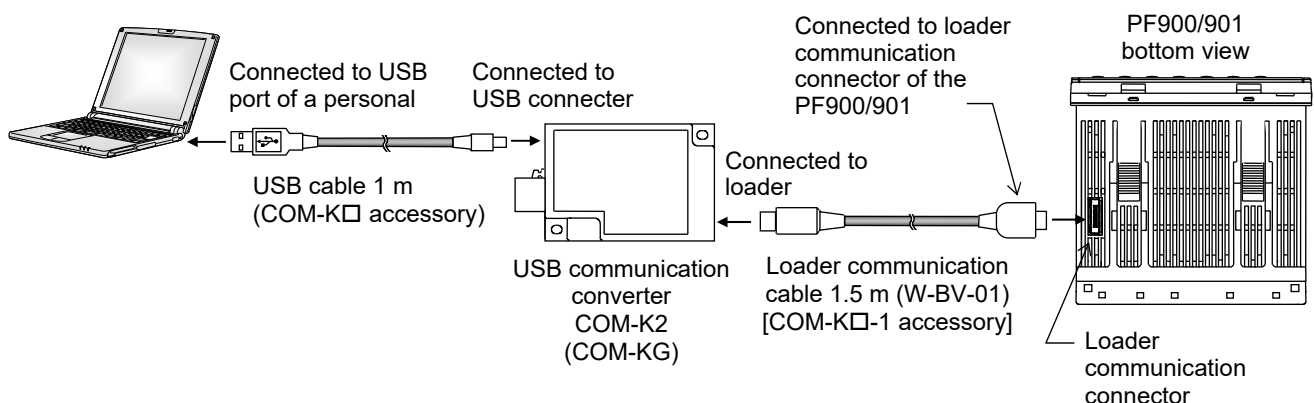 Connected to USB
port of a personal
USB cable 1 m
(COM-K□ accessory)
Connected to
USB connecter
USB communication
converter
COM-K2
(COM-KG)
Connected to
loader
Loader communication
cable 1.5 m (W-BV-01)
[COM-K□-1 accessory]
Connected to loader
communication
connector of the
PF900/901
PF900/901
bottom view
Loader
communication
connector